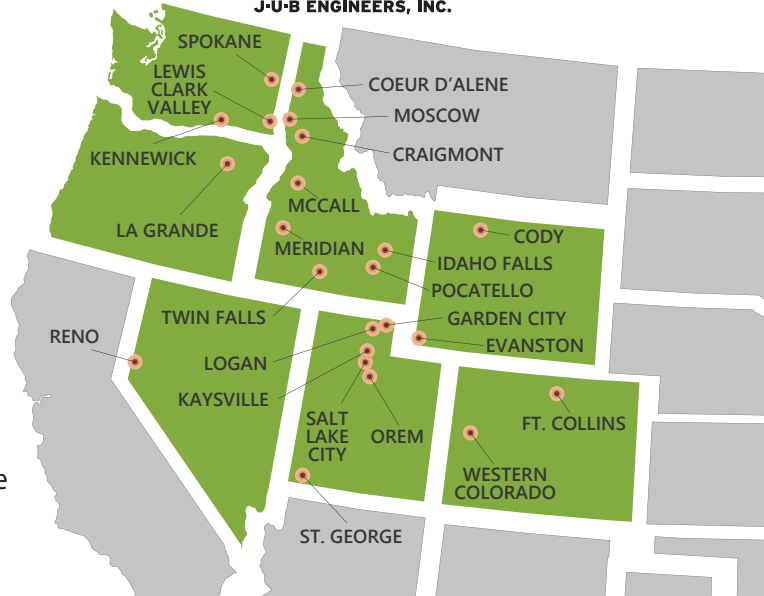 J-U-B ENGINEERS, INC.
SPOKANE
COEUR D’ALENE
LEWIS
CLARK
VALLEY
MOSCOW
KENNEWICK
CRAIGMONT
MCCALL
LA GRANDE
MERIDIAN
CODY
IDAHO FALLS
POCATELLO
TWIN FALLS
GARDEN CITY
RENO
EVANSTON
LOGAN
KAYSVILLE
SALT
LAKE
CITY
OREM
FT. COLLINS
WESTERN
COLORADO
e
ST. GEORGE